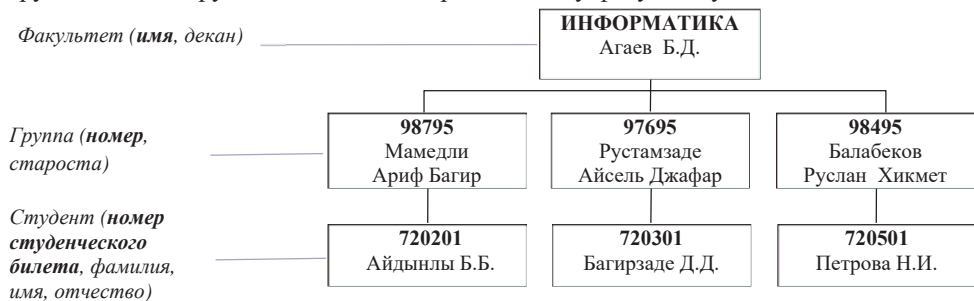 Факультет (имя, декан)
ИНФОРМАТИКА
Агаев Б.Д.
Группа (номер,
староста)
98795
Мамедли
Ариф Багир
97695
Рустамзаде
Айсель Джафар
98495
Балабеков
Руслан Хикмет
Студент (номер
студенческого
билета, фамилия,
имя, отчество)
720201
Айдынлы Б.Б.
720301
Багирзаде Д.Д.
720501
Петрова Н.И.